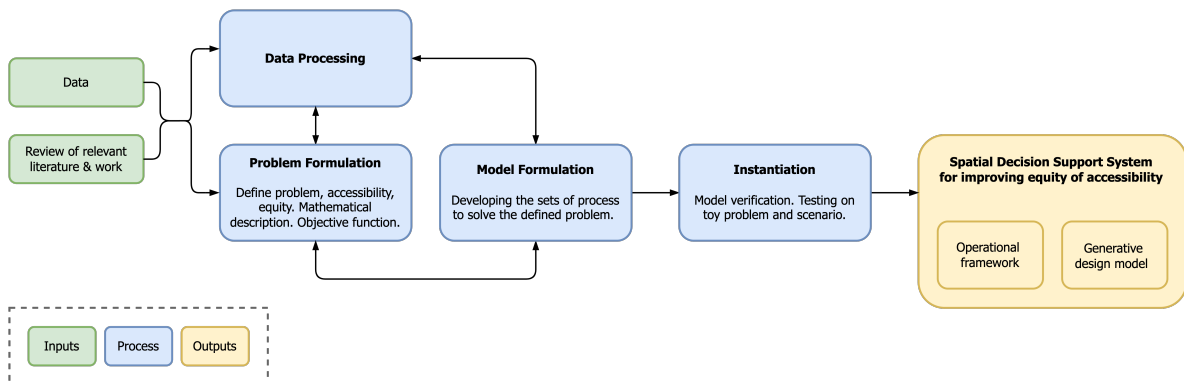 Data
Review of relevant
literature & work
Data Processing
Problem Formulation
Define problem, accessibility,
equity. Mathematical
description. Objective function.
Model Formulation
Developing the sets of process
to solve the defined problem.
Instantiation
Model verification. Testing on
toy problem and scenario.
Spatial Decision Support System
for improving equity of accessibility
Operational
framework
Generative
design model
Inputs
Process
Outputs